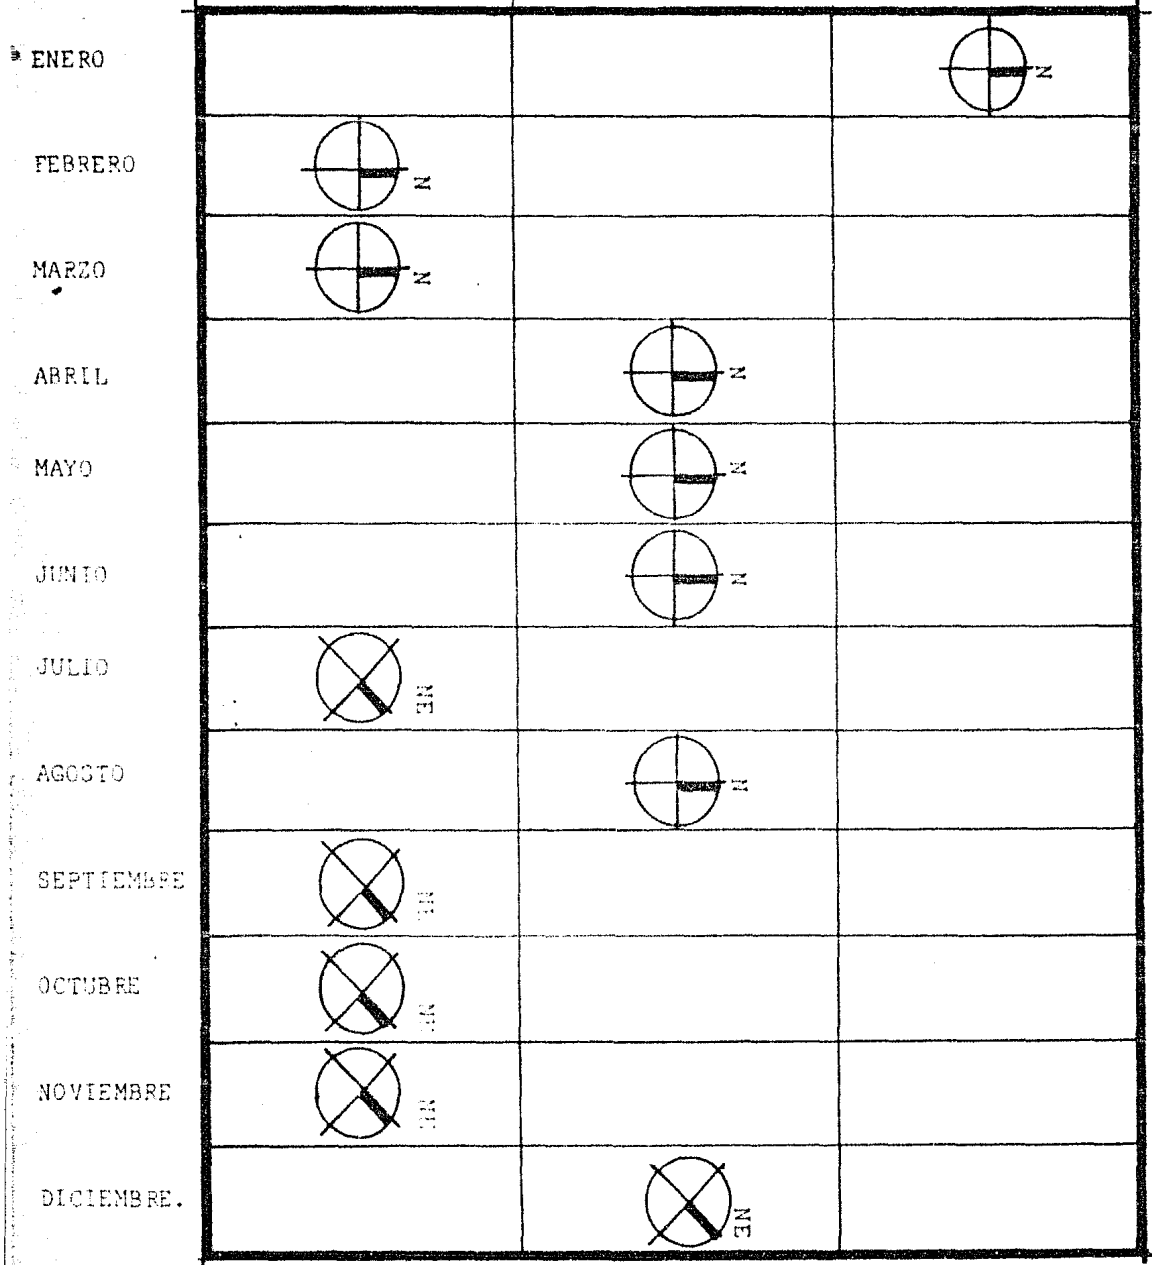 ENERO N
FEBRERO N
MARZO N
ABRIL N
MAYO N
JUNIO N
JULIO NE
AGOSTO N
SEPTIEMBRE NE
OCTUBRE NE
NOVIEMBRE NE
DICIEMBRE. NE